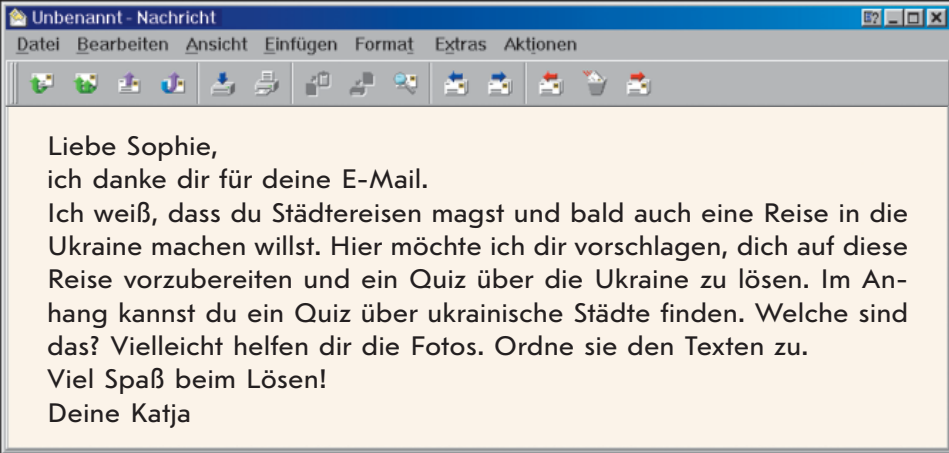 Unbenannt - Nachricht
Datei Bearbeiten Ansicht Einfügen Format Extras Aktionen
Liebe Sophie,
ich danke dir für deine E-Mail.
Ich weiß, dass du Städtereisen magst und bald auch eine Reise in die
Ukraine machen willst. Hier möchte ich dir vorschlagen, dich auf diese
Reise vorzubereiten und ein Quiz über die Ukraine zu lösen. Im An-
hang kannst du ein Quiz über ukrainische Städte finden. Welche sind
das? Vielleicht helfen dir die Fotos. Ordne sie den Texten zu.
Viel Spaß beim Lösen!
Deine Katja